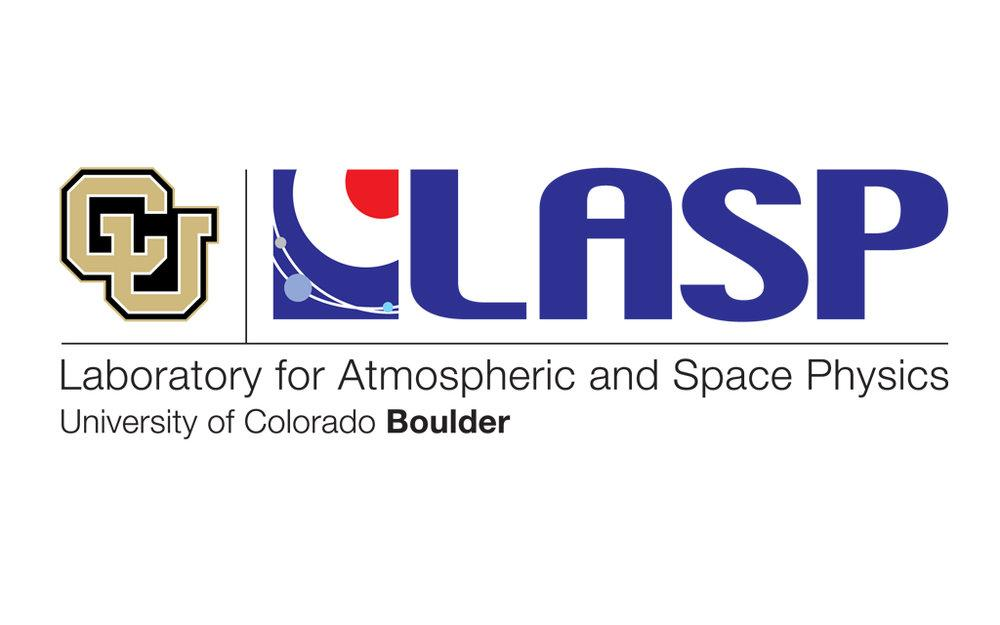 CU LASP
Laboratory for Atmospheric and Space Physics
University of Colorado Boulder